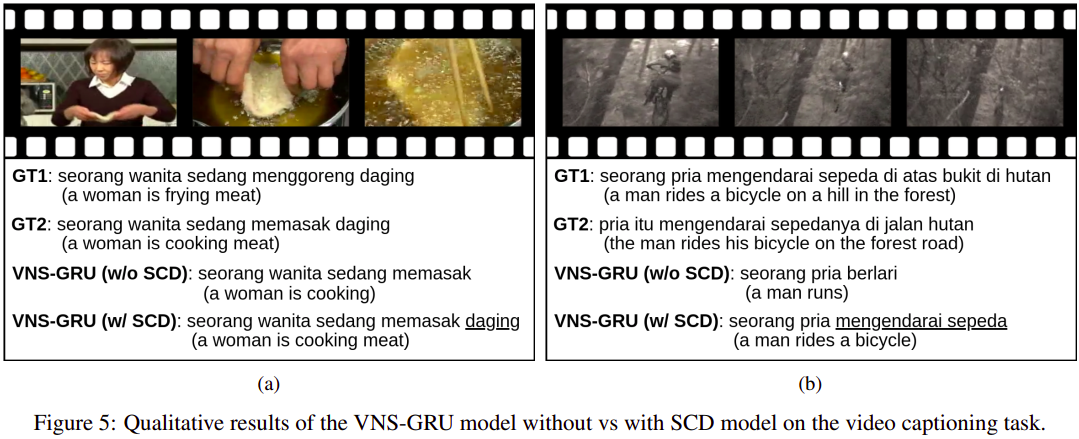 GT1: seorang wanita sedang menggoreng daging
(a woman is frying meat)
GT2: seorang wanita sedang memasak daging
(a woman is cooking meat)
VNS-GRU (w/o SCD): seorang wanita sedang memasak
(a woman is cooking)
VNS-GRU (w/ SCD): seorang wanita sedang memasak daging
(a woman is cooking meat)
(a)
GT1: seorang pria mengendarai sepeda di atas bukit di hutan
(a man rides a bicycle on a hill in the forest)
GT2: pria itu mengendarai sepedanya di jalan hutan
(the man rides his bicycle on the forest road)
VNS-GRU (w/o SCD): seorang pria berlari
(a man runs)
VNS-GRU (w/ SCD): seorang pria mengendarai sepeda
(a man rides a bicycle)
(b)
Figure 5: Qualitative results of the VNS-GRU model without vs with SCD model on the video captioning task.